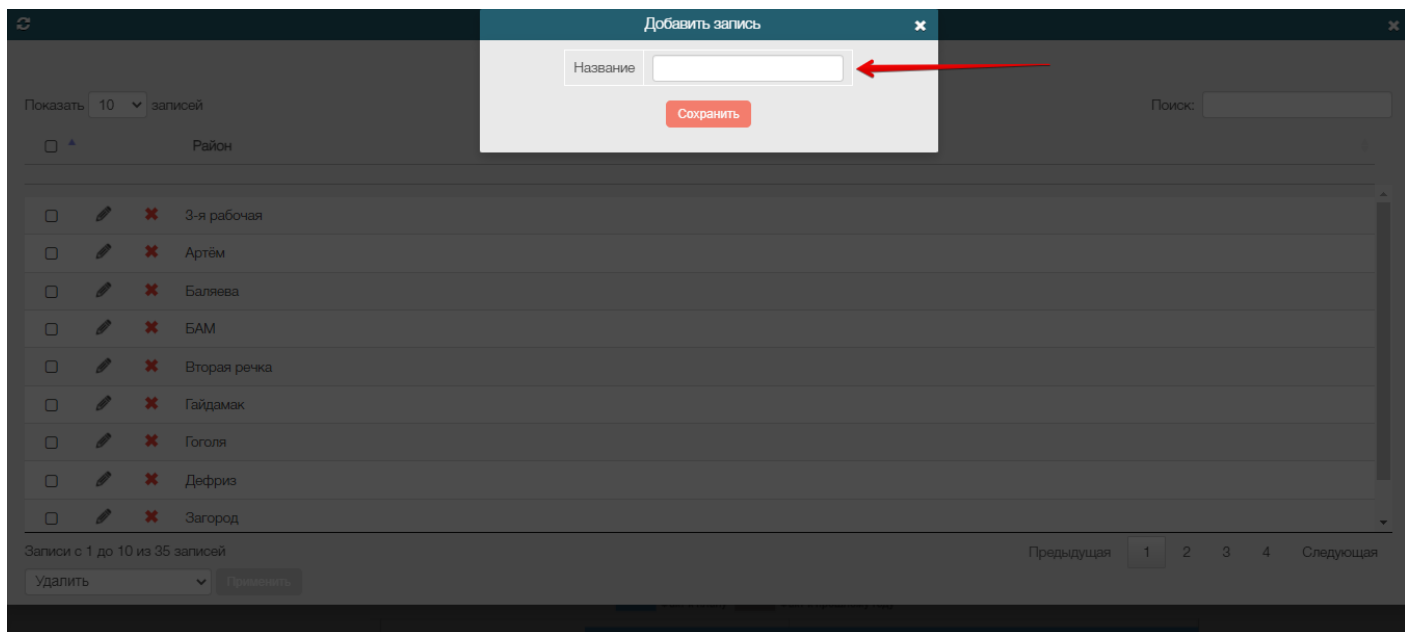 Добавить запись
Название
Сохранить
Показать 10 записей
Поиск:
Район
3-я рабочая
Артём
Баляева
БАМ
Вторая речка
Гайдамак
Гоголя
Дефриз
Загород
Записи с 1 до 10 из 35 записей
Предыдущая 1 2 3 4 Следующая
Удалить Применить